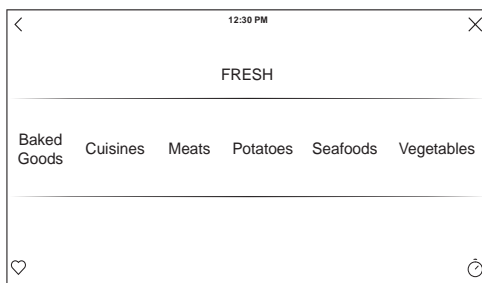 12:30 PM
FRESH
Baked
Goods
Cuisines
Meats
Potatoes
Seafoods
Vegetables